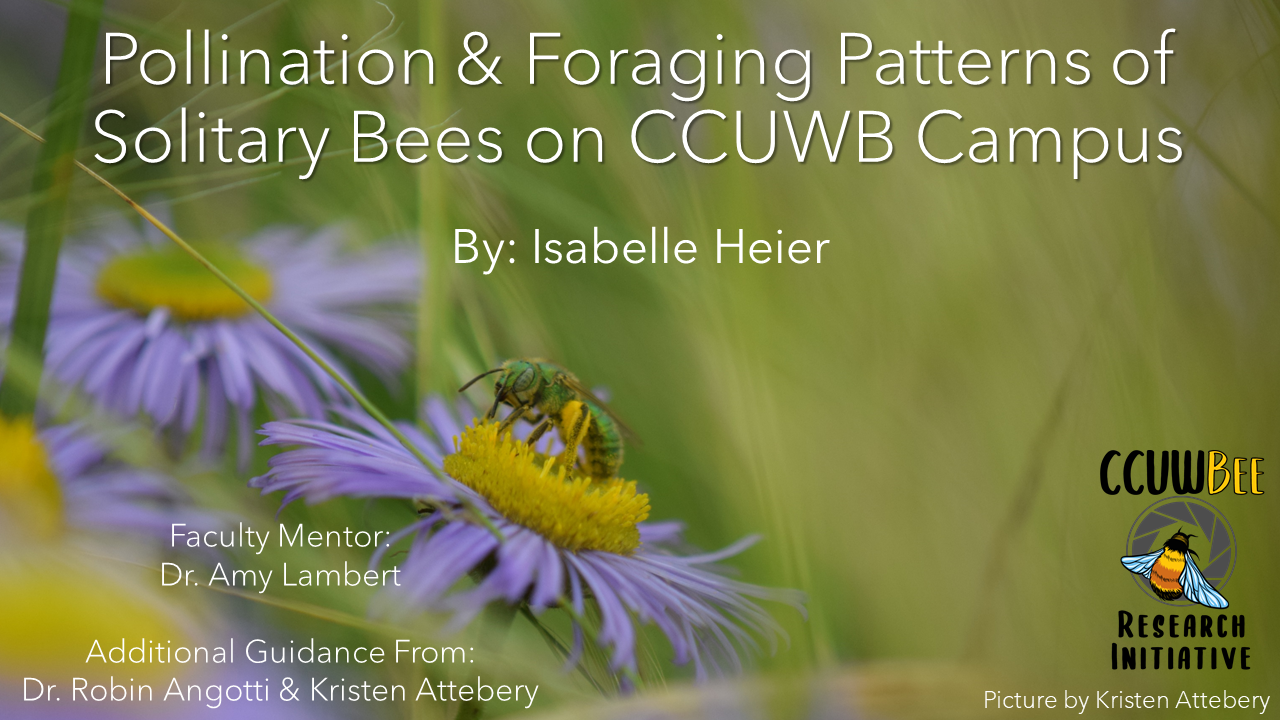 Pollination & Foraging Patterns of
Solitary Bees on CCUWB Campus
By: Isabelle Heier
Faculty Mentor:
Dr. Amy Lambert
Additional Guidance From:
Dr. Robin Angotti & Kristen Attebery
CCUWBee
Research
Initiative
Picture by Kristen Attebery